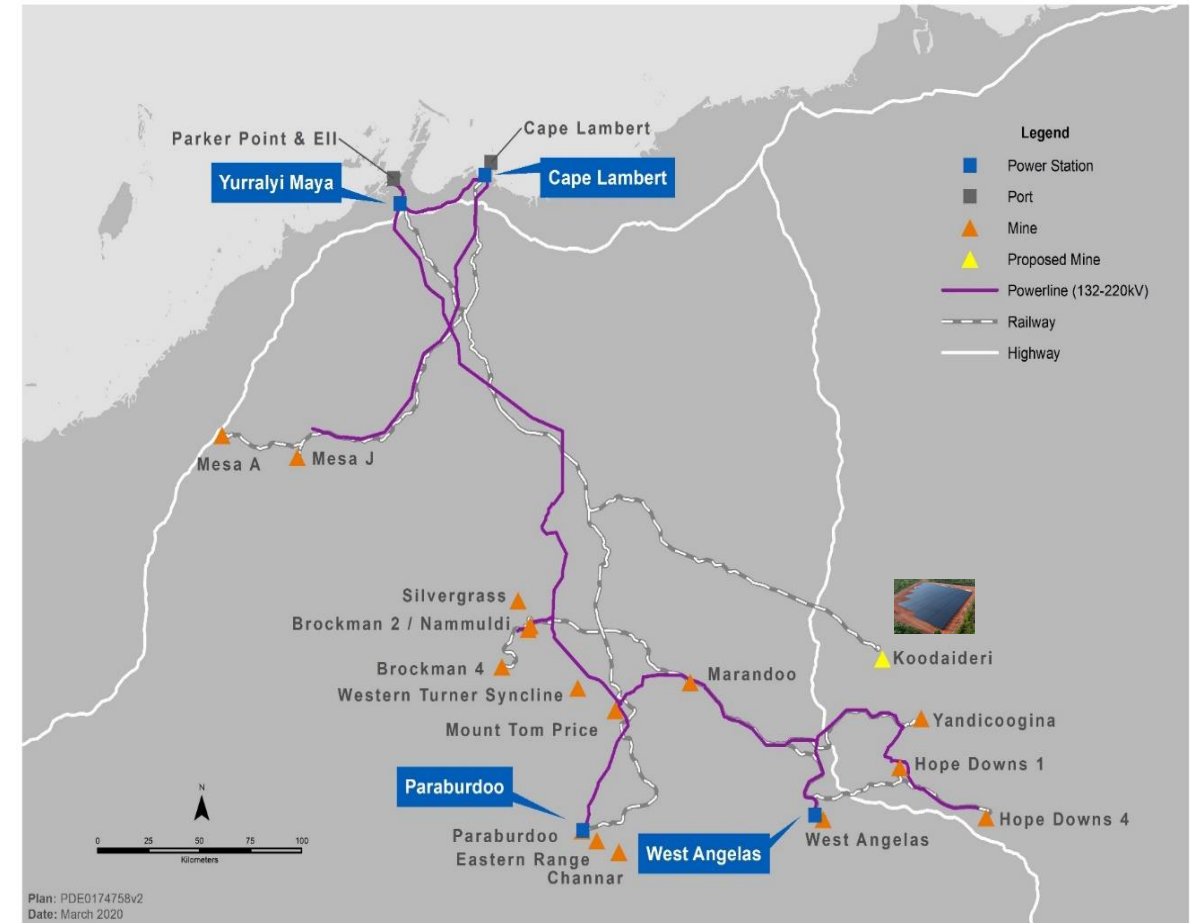 Parker Point & EII
Cape Lambert
Yurralyi Maya
Cape Lambert
Legend
Power Station
Port
Mine
Proposed Mine
Powerline (132-220kV)
Railway
Highway
Mesa A
Mesa J
Silvergrass
Brockman 2 / Nammuldi
Brockman 4
Western Turner Syncline
Mount Tom Price
Marandoo
Koodaideri
Yandicoogina
Hope Downs 1
Hope Downs 4
Paraburdoo
Paraburdoo
Eastern Range
Channar
West Angelas
West Angelas
N
0 25 50 100
Kilometers
Plan: PDE0174758v2
Date: March 2020